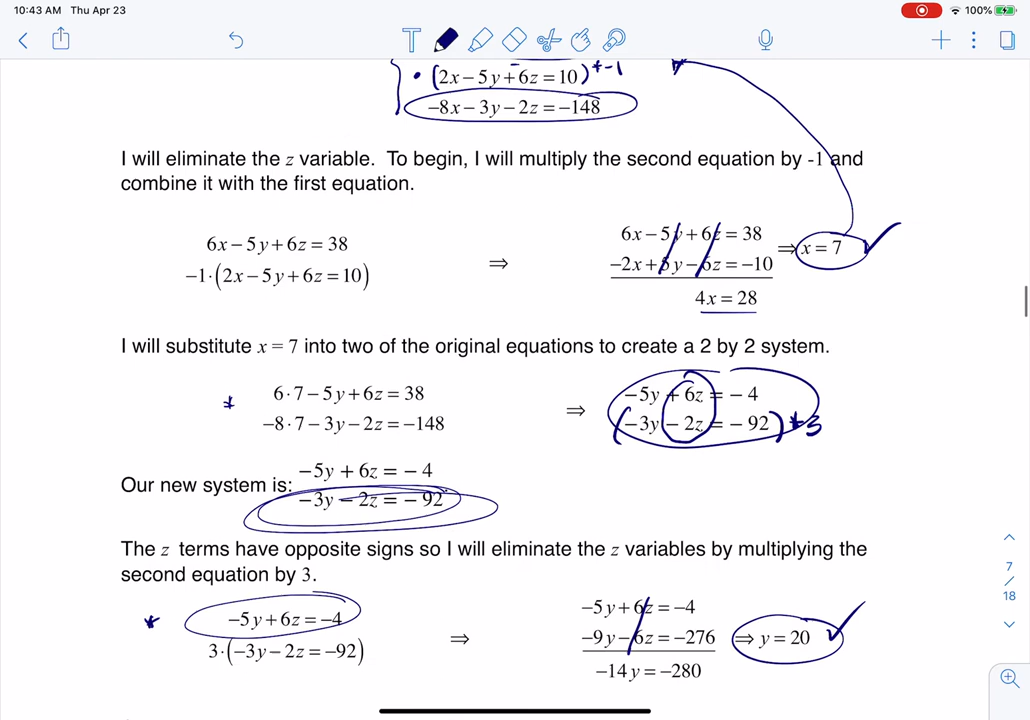 10:43 AM Thu Apr 23
100%
(2x − 5y + 6z = 10) * -1
−8x − 3y − 2z = −148
I will eliminate the z variable. To begin, I will multiply the second equation by -1 and
combine it with the first equation.
6x − 5y + 6z = 38
−1·(2x − 5y + 6z = 10)
⇒
6x − 5y + 6z = 38
−2x + 5y − 6z = −10
4x = 28
⇒ x = 7
I will substitute x = 7 into two of the original equations to create a 2 by 2 system.
* 6·7 − 5y + 6z = 38
−8·7 − 3y − 2z = −148
⇒
−5y + 6z = −4
(−3y − 2z = −92) * 3
Our new system is:
−5y + 6z = −4
−3y − 2z = −92
The z terms have opposite signs so I will eliminate the z variables by multiplying the
second equation by 3.
* −5y + 6z = −4
3·(−3y − 2z = −92)
⇒
−5y + 6z = −4
−9y − 6z = −276
−14y = −280
⇒ y = 20
7
/
18